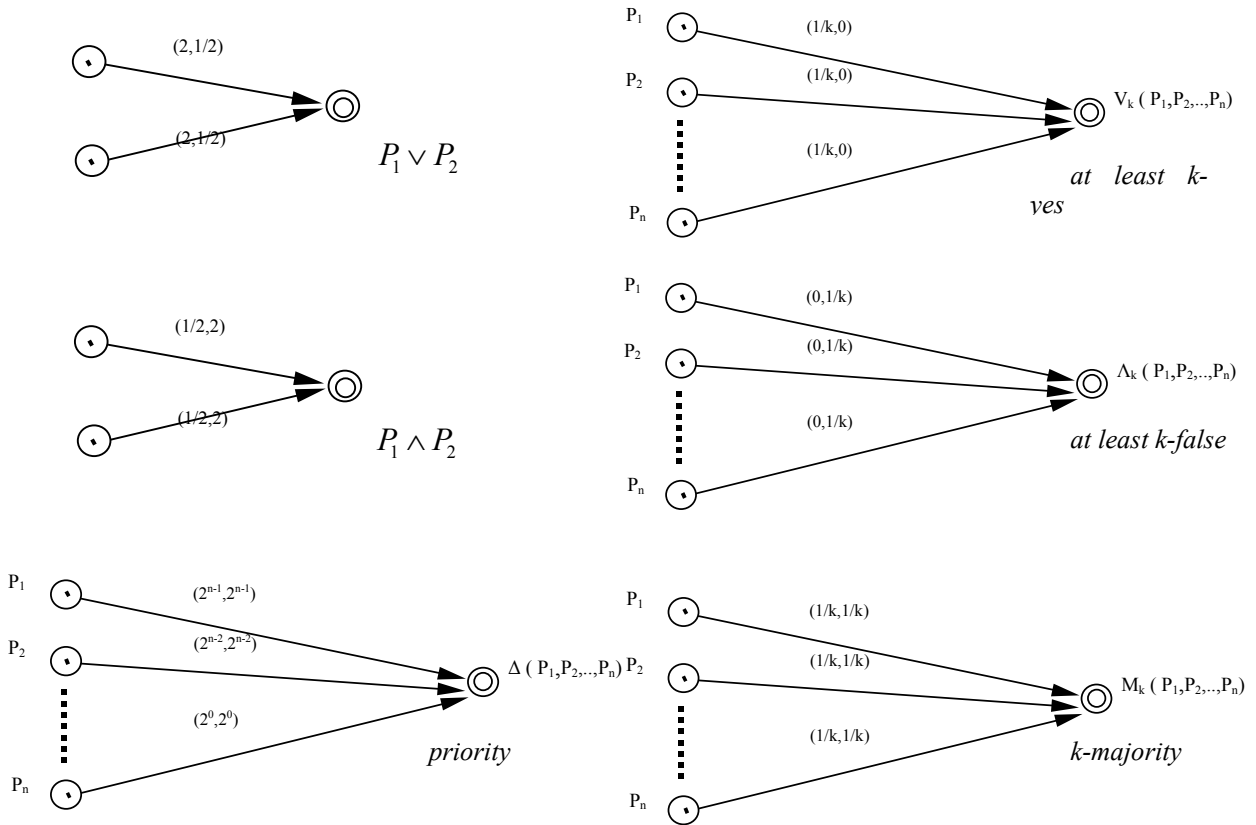 (2,1/2)
(2,1/2)
P₁ ∨ P₂
P₁
(1/k,0)
P₂
(1/k,0)
(1/k,0)
Pₙ
Vₖ ( P₁,P₂,..,Pₙ)
at least k-
yes
(1/2,2)
(1/2,2)
P₁ ∧ P₂
P₁
(0,1/k)
P₂
(0,1/k)
(0,1/k)
Pₙ
Λₖ ( P₁,P₂,..,Pₙ)
at least k-false
P₁
(2ⁿ⁻¹,2ⁿ⁻¹)
P₂
(2ⁿ⁻²,2ⁿ⁻²)
(2⁰,2⁰)
Pₙ
Δ ( P₁,P₂,..,Pₙ)
priority
P₁
(1/k,1/k)
P₂
(1/k,1/k)
(1/k,1/k)
Pₙ
Mₖ ( P₁,P₂,..,Pₙ)
k-majority